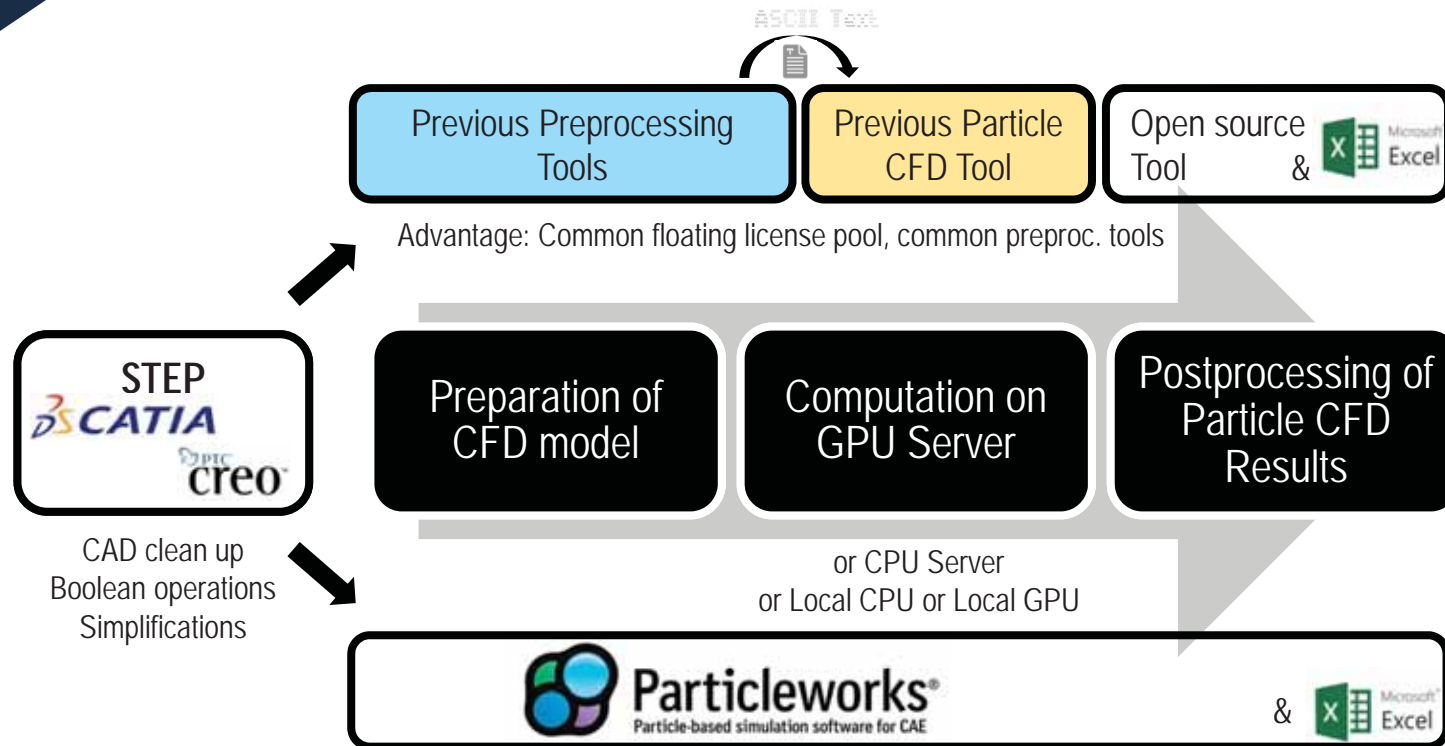 ASCII Text
Previous Preprocessing
Tools
Previous Particle
CFD Tool
Open source
Tool &
Microsoft
Excel
Advantage: Common floating license pool, common preproc. tools
STEP
DS CATIA
PTC
creo
CAD clean up
Boolean operations
Simplifications
Preparation of
CFD model
Computation on
GPU Server
Postprocessing of
Particle CFD
Results
or CPU Server
or Local CPU or Local GPU
Particleworks®
Particle-based simulation software for CAE
&
Microsoft
Excel